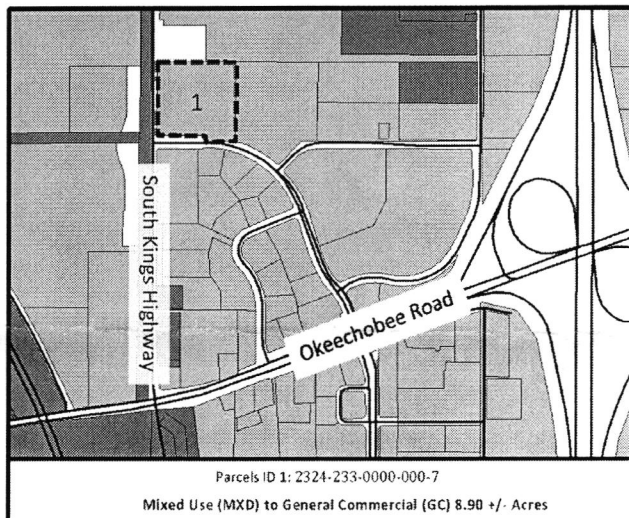 1
South Kings Highway
Okeechobee Road
Parcels ID 1: 2324-233-0000-000-7
Mixed Use (MXD) to General Commercial (GC) 8.90 +/- Acres